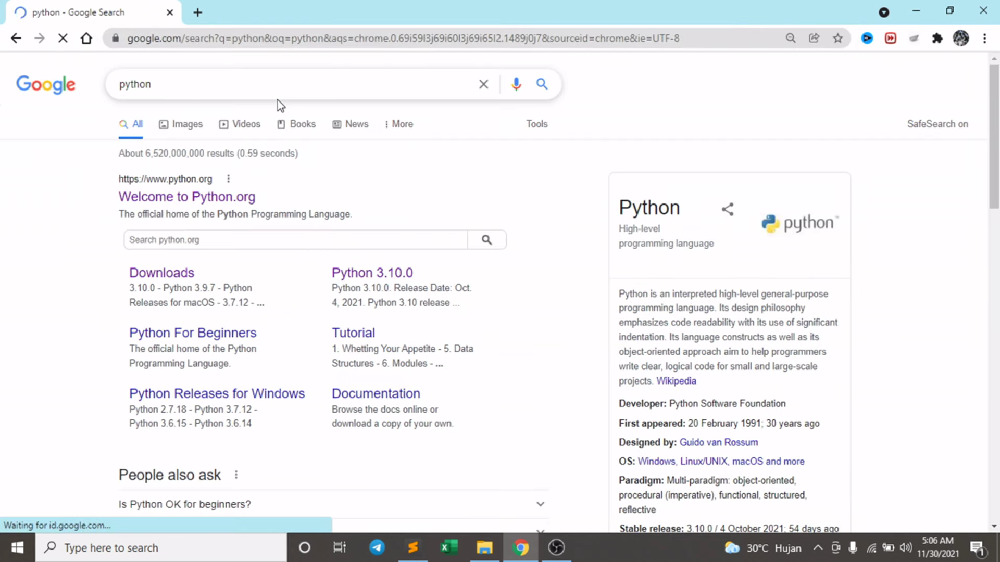 python - Google Search
google.com/search?q=python&oq=python&aqs=chrome.0.69i59l3j69i60l3j69i65l2.1489j0j7&sourceid=chrome&ie=UTF-8
Google
python
All
Images
Videos
Books
News
More
Tools
SafeSearch on
About 6,520,000,000 results (0.59 seconds)
https://www.python.org
Welcome to Python.org
The official home of the Python Programming Language.
Search python.org
Downloads
3.10.0 - Python 3.9.7 - Python
Releases for macOS - 3.7.12 - ...
Python 3.10.0
Python 3.10.0. Release Date: Oct.
4, 2021. Python 3.10 release ...
Python For Beginners
The official home of the Python
Programming Language.
Tutorial
1. Whetting Your Appetite - 5. Data
Structures - 6. Modules - ...
Python Releases for Windows
Python 2.7.18 - Python 3.7.12 -
Python 3.6.15 - Python 3.6.14
Documentation
Browse the docs online or
download a copy of your own.
People also ask
Is Python OK for beginners?
Python
High-level
programming language
python
Python is an interpreted high-level general-purpose
programming language. Its design philosophy
emphasizes code readability with its use of significant
indentation. Its language constructs as well as its
object-oriented approach aim to help programmers
write clear, logical code for small and large-scale
projects. Wikipedia
Developer: Python Software Foundation
First appeared: 20 February 1991; 30 years ago
Designed by: Guido van Rossum
OS: Windows, Linux/UNIX, macOS and more
Paradigm: Multi-paradigm: object-oriented,
procedural (imperative), functional, structured,
reflective
Stable release: 3.10.0 / 4 October 2021; 54 days ago
Waiting for id.google.com...
Type here to search
30°C Hujan
5:06 AM
11/30/2021
1